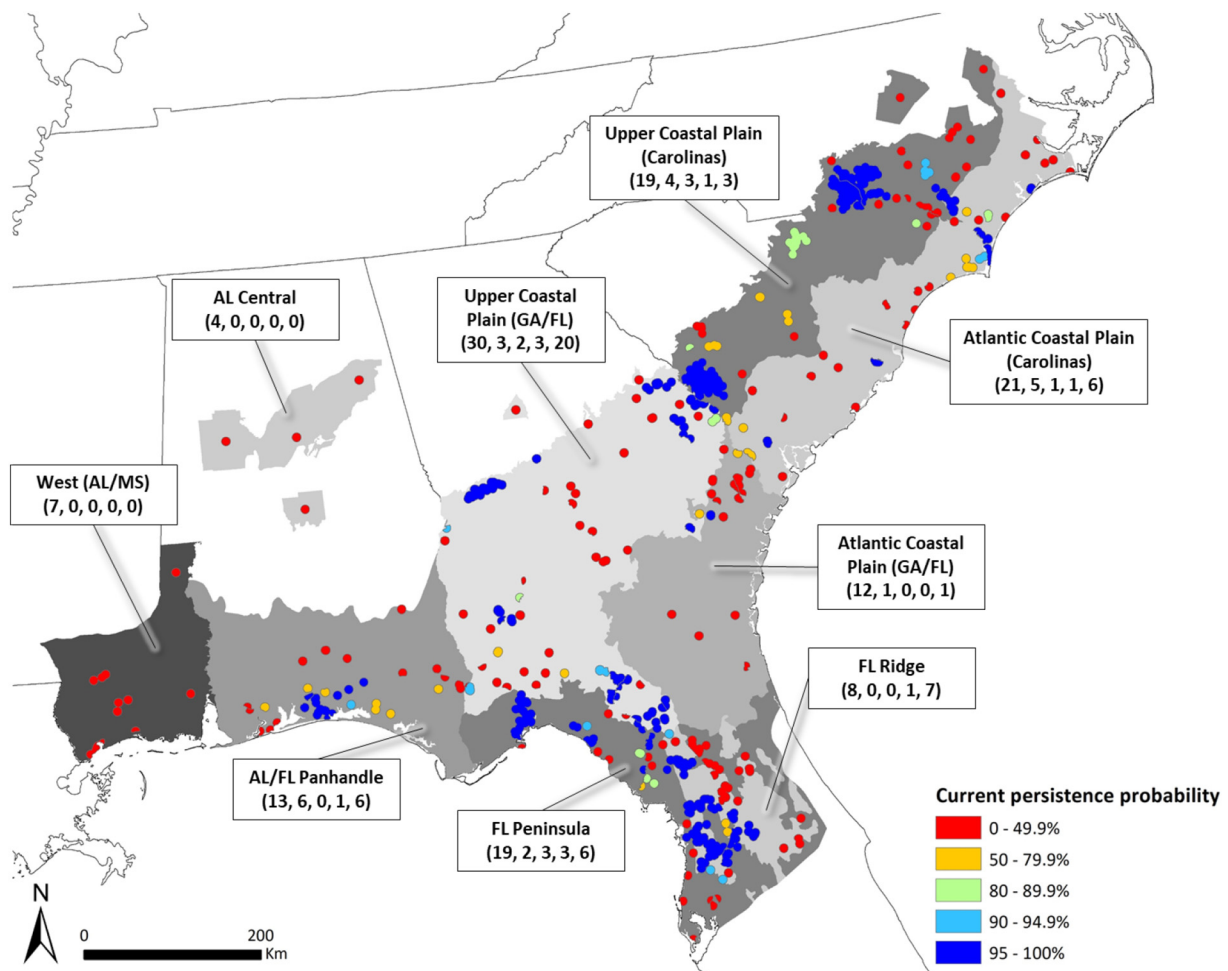 Upper Coastal Plain
(Carolinas)
(19, 4, 3, 1, 3)
AL Central
(4, 0, 0, 0, 0)
Upper Coastal
Plain (GA/FL)
(30, 3, 2, 3, 20)
Atlantic Coastal Plain
(Carolinas)
(21, 5, 1, 1, 6)
West (AL/MS)
(7, 0, 0, 0, 0)
Atlantic Coastal
Plain (GA/FL)
(12, 1, 0, 0, 1)
FL Ridge
(8, 0, 0, 1, 7)
AL/FL Panhandle
(13, 6, 0, 1, 6)
FL Peninsula
(19, 2, 3, 3, 6)
Current persistence probability
0 - 49.9%
50 - 79.9%
80 - 89.9%
90 - 94.9%
95 - 100%
N
0 200
Km